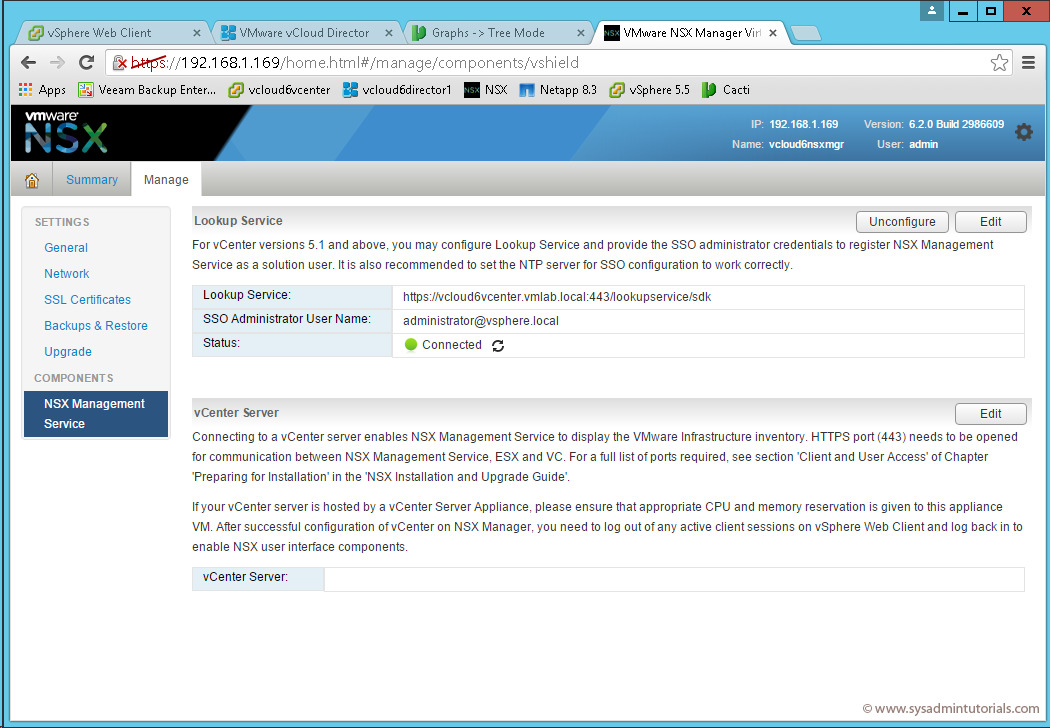 vSphere Web Client
VMware vCloud Director
Graphs -> Tree Mode
VMware NSX Manager Virt
https://192.168.1.169/home.html#/manage/components/vshield
Apps Veeam Backup Enter... vcloud6vcenter vcloud6director1 NSX Netapp 8.3 vSphere 5.5 Cacti
vmware
NSX
IP: 192.168.1.169 Version: 6.2.0 Build 2986609
Name: vcloud6nsxmgr User: admin
Summary Manage
SETTINGS
General
Network
SSL Certificates
Backups & Restore
Upgrade
COMPONENTS
NSX Management
Service
Lookup Service Unconfigure Edit
For vCenter versions 5.1 and above, you may configure Lookup Service and provide the SSO administrator credentials to register NSX Management
Service as a solution user. It is also recommended to set the NTP server for SSO configuration to work correctly.
Lookup Service: https://vcloud6vcenter.vmlab.local:443/lookupservice/sdk
SSO Administrator User Name: administrator@vsphere.local
Status: Connected
vCenter Server Edit
Connecting to a vCenter server enables NSX Management Service to display the VMware Infrastructure inventory. HTTPS port (443) needs to be opened
for communication between NSX Management Service, ESX and VC. For a full list of ports required, see section 'Client and User Access' of Chapter
'Preparing for Installation' in the 'NSX Installation and Upgrade Guide'.
If your vCenter server is hosted by a vCenter Server Appliance, please ensure that appropriate CPU and memory reservation is given to this appliance
VM. After successful configuration of vCenter on NSX Manager, you need to log out of any active client sessions on vSphere Web Client and log back in to
enable NSX user interface components.
vCenter Server:
© www.sysadmintutorials.com